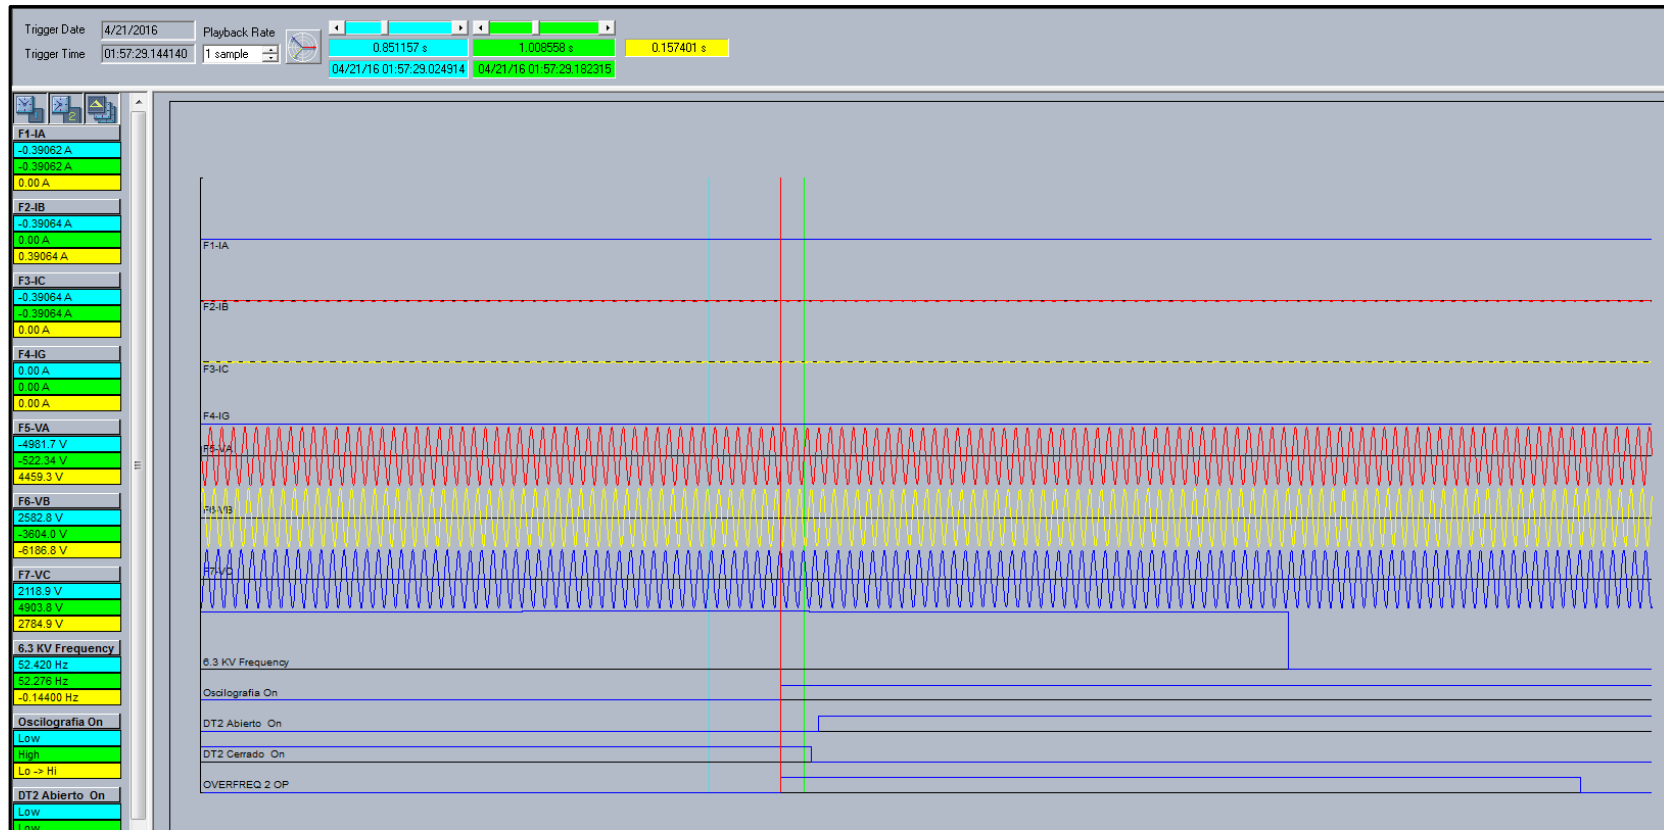 Trigger Date 4/21/2016 Playback Rate
Trigger Time 01:57:29.144140 1 sample
0.851157 s 1.008558 s 0.157401 s
04/21/16 01:57:29.024914 04/21/16 01:57:29.182315
F1-IA
-0.39062 A
-0.39062 A
0.00 A
F2-IB
-0.39064 A
0.00 A
0.39064 A
F3-IC
-0.39064 A
-0.39064 A
0.00 A
F4-IG
0.00 A
0.00 A
0.00 A
F5-VA
-4981.7 V
-522.34 V
4459.3 V
F6-VB
2582.8 V
-3604.0 V
-6186.8 V
F7-VC
2118.9 V
4903.8 V
2784.9 V
6.3 KV Frequency
52.420 Hz
52.276 Hz
-0.14400 Hz
Oscilografia On
Low
High
Lo -> Hi
DT2 Abierto On
Low
Low
F1-IA
F2-IB
F3-IC
F4-IG
F5-VA
F6-VB
F7-VC
6.3 KV Frequency
Oscilografia On
DT2 Abierto On
DT2 Cerrado On
OVERFREQ 2 OP